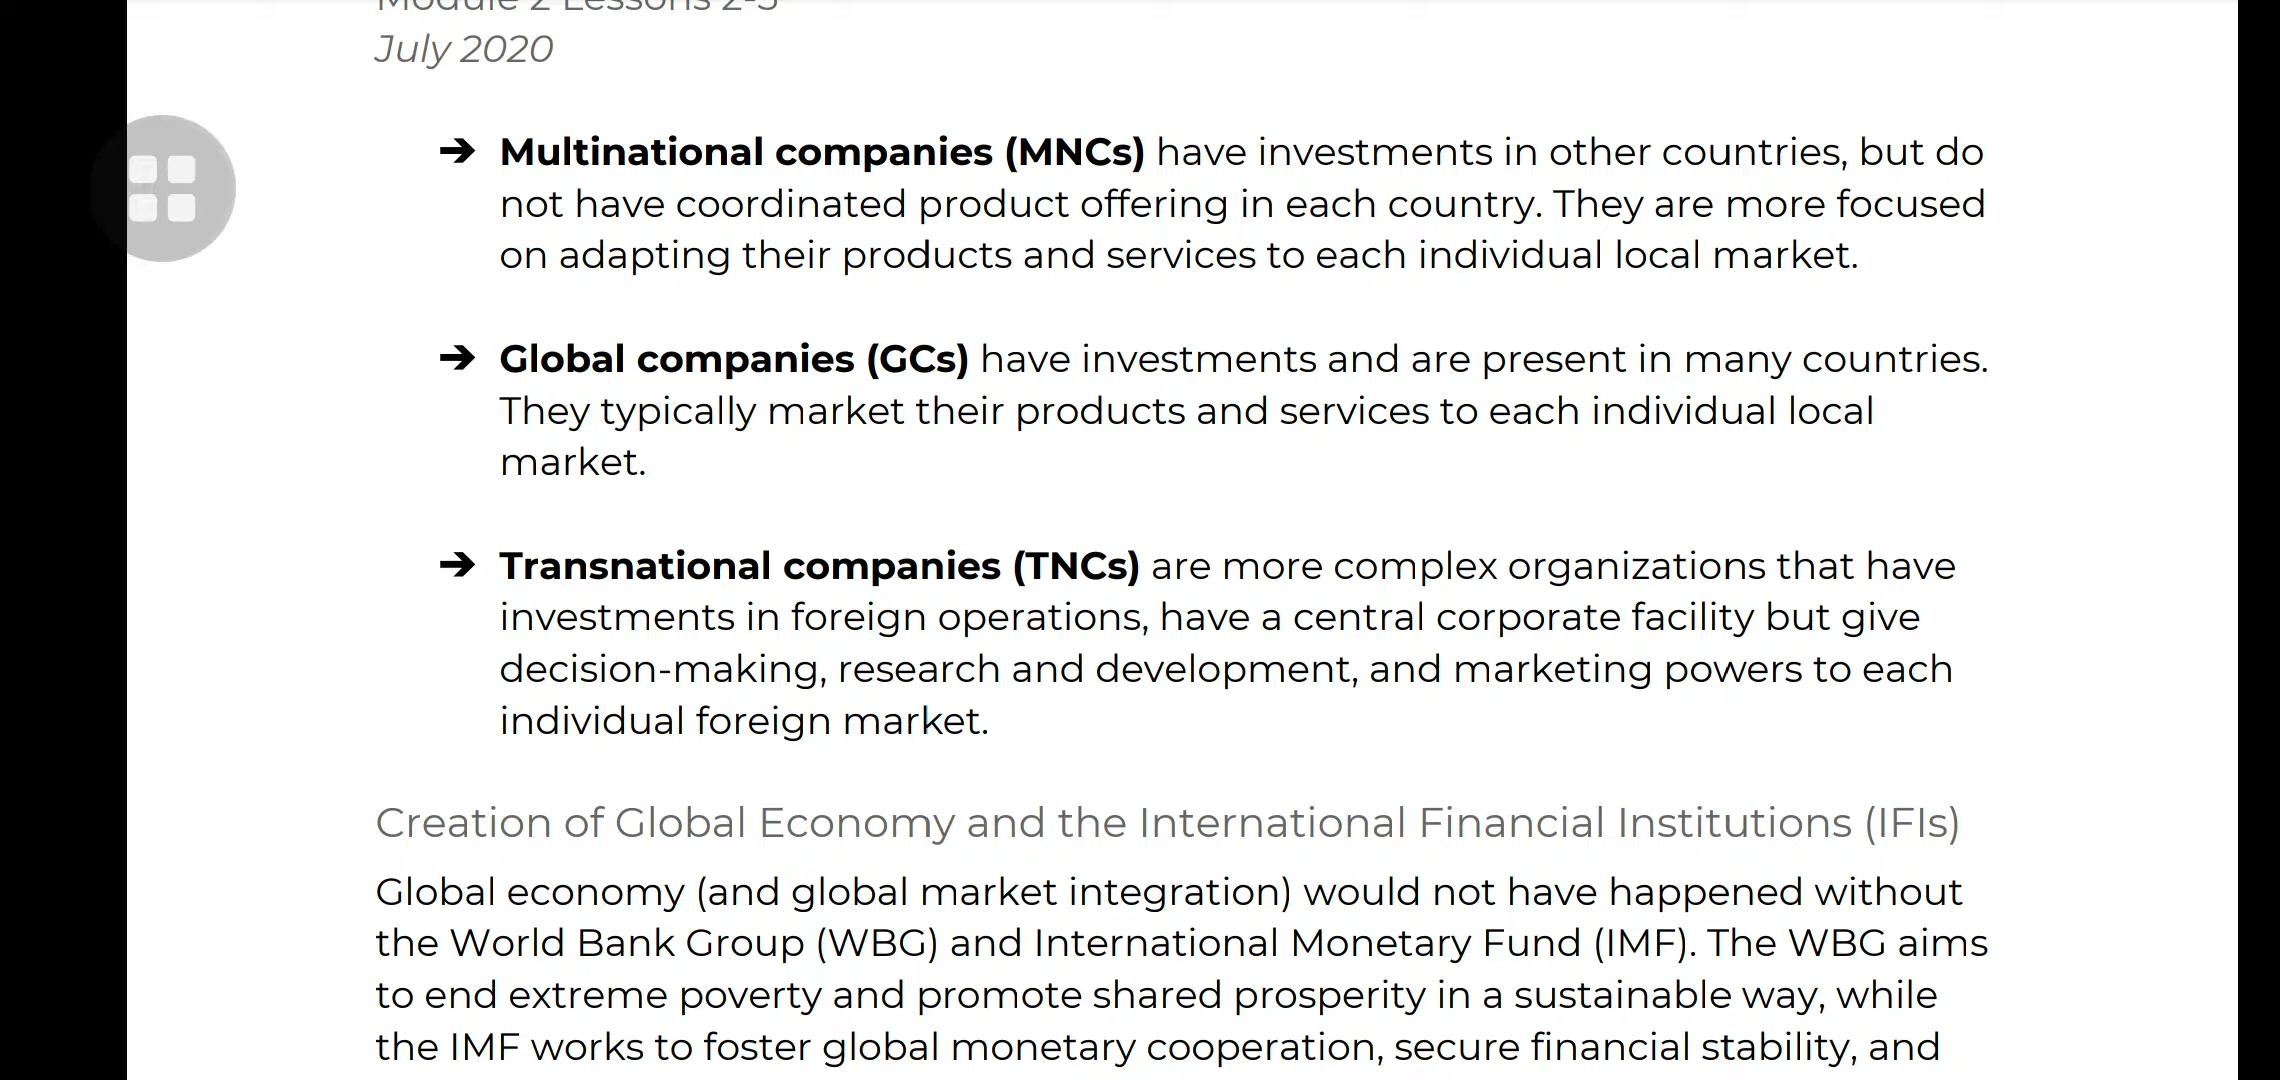 Module 2 Lessons 2-3
July 2020
➔ Multinational companies (MNCs) have investments in other countries, but do
not have coordinated product offering in each country. They are more focused
on adapting their products and services to each individual local market.
➔ Global companies (GCs) have investments and are present in many countries.
They typically market their products and services to each individual local
market.
➔ Transnational companies (TNCs) are more complex organizations that have
investments in foreign operations, have a central corporate facility but give
decision-making, research and development, and marketing powers to each
individual foreign market.
Creation of Global Economy and the International Financial Institutions (IFIs)
Global economy (and global market integration) would not have happened without
the World Bank Group (WBG) and International Monetary Fund (IMF). The WBG aims
to end extreme poverty and promote shared prosperity in a sustainable way, while
the IMF works to foster global monetary cooperation, secure financial stability, and